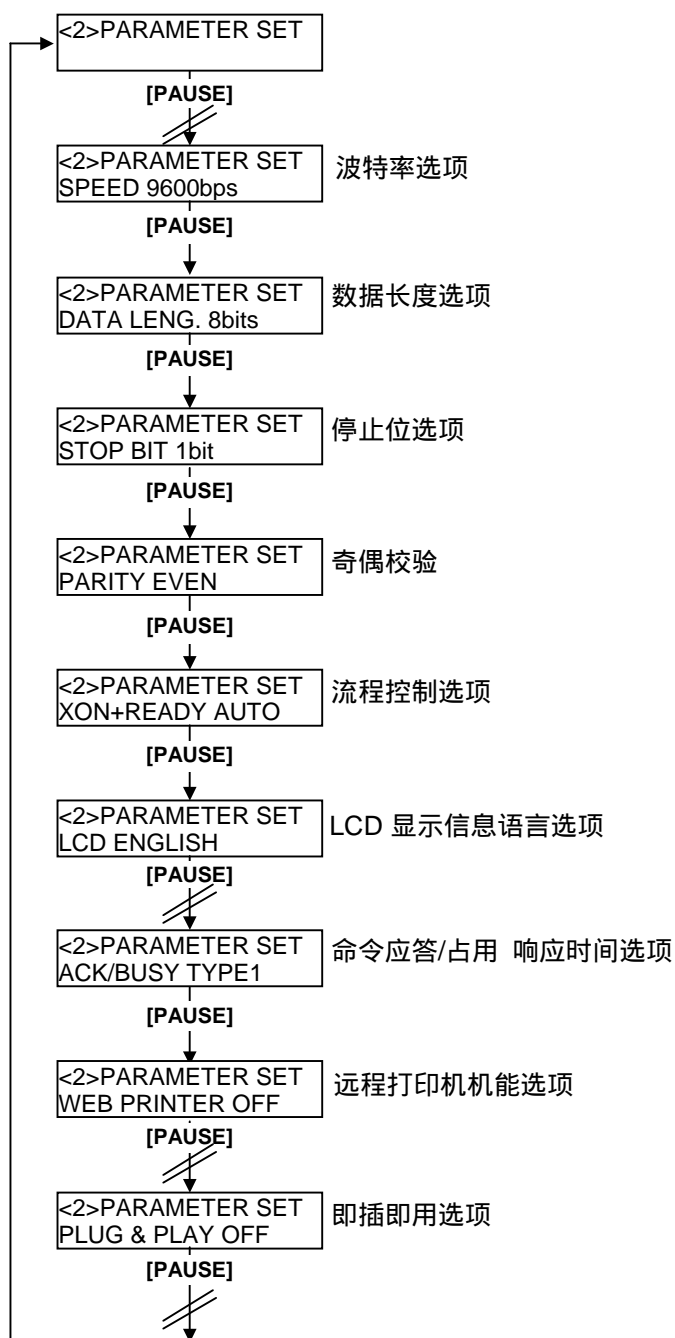 <2>PARAMETER SET
[PAUSE]
<2>PARAMETER SET
SPEED 9600bps
波特率选项
[PAUSE]
<2>PARAMETER SET
DATA LENG. 8bits
数据长度选项
[PAUSE]
<2>PARAMETER SET
STOP BIT 1bit
停止位选项
[PAUSE]
<2>PARAMETER SET
PARITY EVEN
奇偶校验
[PAUSE]
<2>PARAMETER SET
XON+READY AUTO
流程控制选项
[PAUSE]
<2>PARAMETER SET
LCD ENGLISH
LCD 显示信息语言选项
[PAUSE]
<2>PARAMETER SET
ACK/BUSY TYPE1
命令应答/占用 响应时间选项
[PAUSE]
<2>PARAMETER SET
WEB PRINTER OFF
远程打印机机能选项
[PAUSE]
<2>PARAMETER SET
PLUG & PLAY OFF
即插即用选项
[PAUSE]